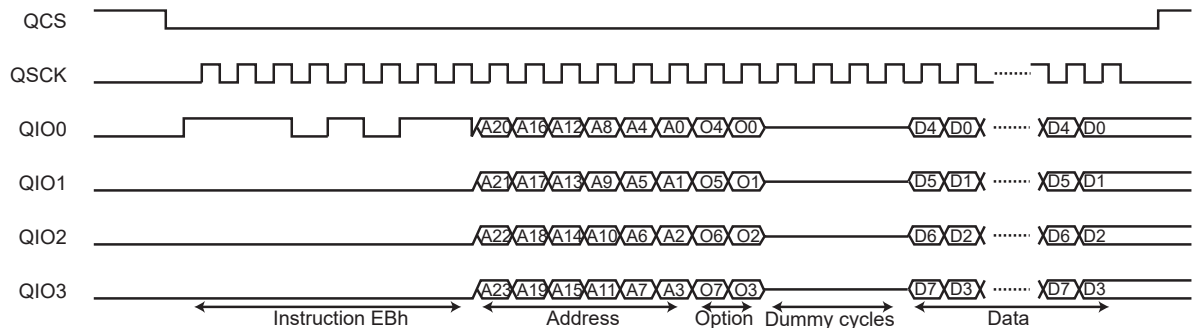 QCS
QSCK
QIO0 A20 A16 A12 A8 A4 A0 O4 O0 D4 D0 D4 D0
QIO1 A21 A17 A13 A9 A5 A1 O5 O1 D5 D1 D5 D1
QIO2 A22 A18 A14 A10 A6 A2 O6 O2 D6 D2 D6 D2
QIO3 A23 A19 A15 A11 A7 A3 O7 O3 D7 D3 D7 D3
Instruction EBh Address Option Dummy cycles Data